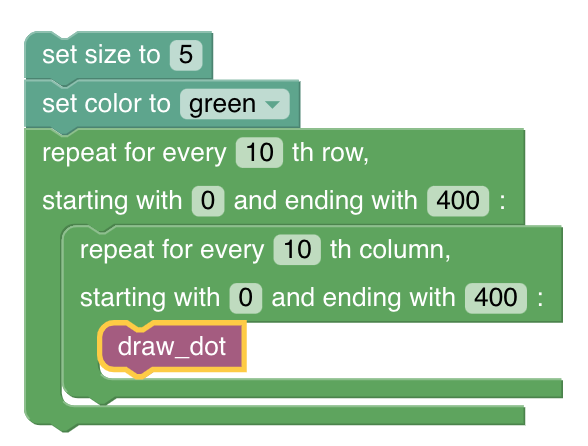 set size to 5
set color to green
repeat for every 10 th row,
starting with 0 and ending with 400 :
repeat for every 10 th column,
starting with 0 and ending with 400 :
draw_dot